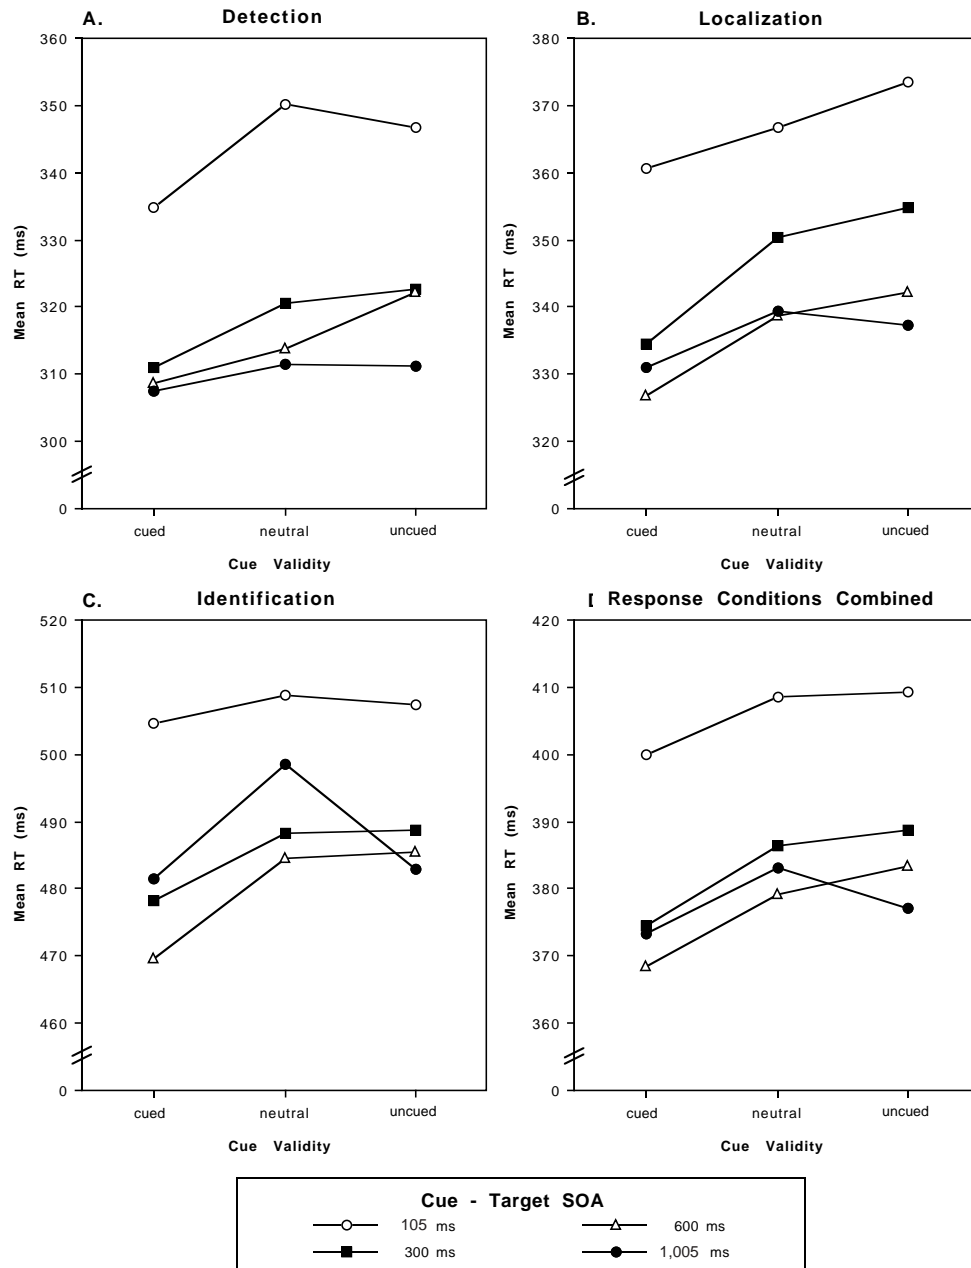 A. Detection
360
350
340
330
320
310
300
0
Mean RT (ms)
cued neutral uncued
Cue Validity
B. Localization
380
370
360
350
340
330
320
0
Mean RT (ms)
cued neutral uncued
Cue Validity
C. Identification
520
510
500
490
480
470
460
0
Mean RT (ms)
cued neutral uncued
Cue Validity
Response Conditions Combined
420
410
400
390
380
370
360
0
Mean RT (ms)
cued neutral uncued
Cue Validity
Cue - Target SOA
105 ms 600 ms
300 ms 1,005 ms